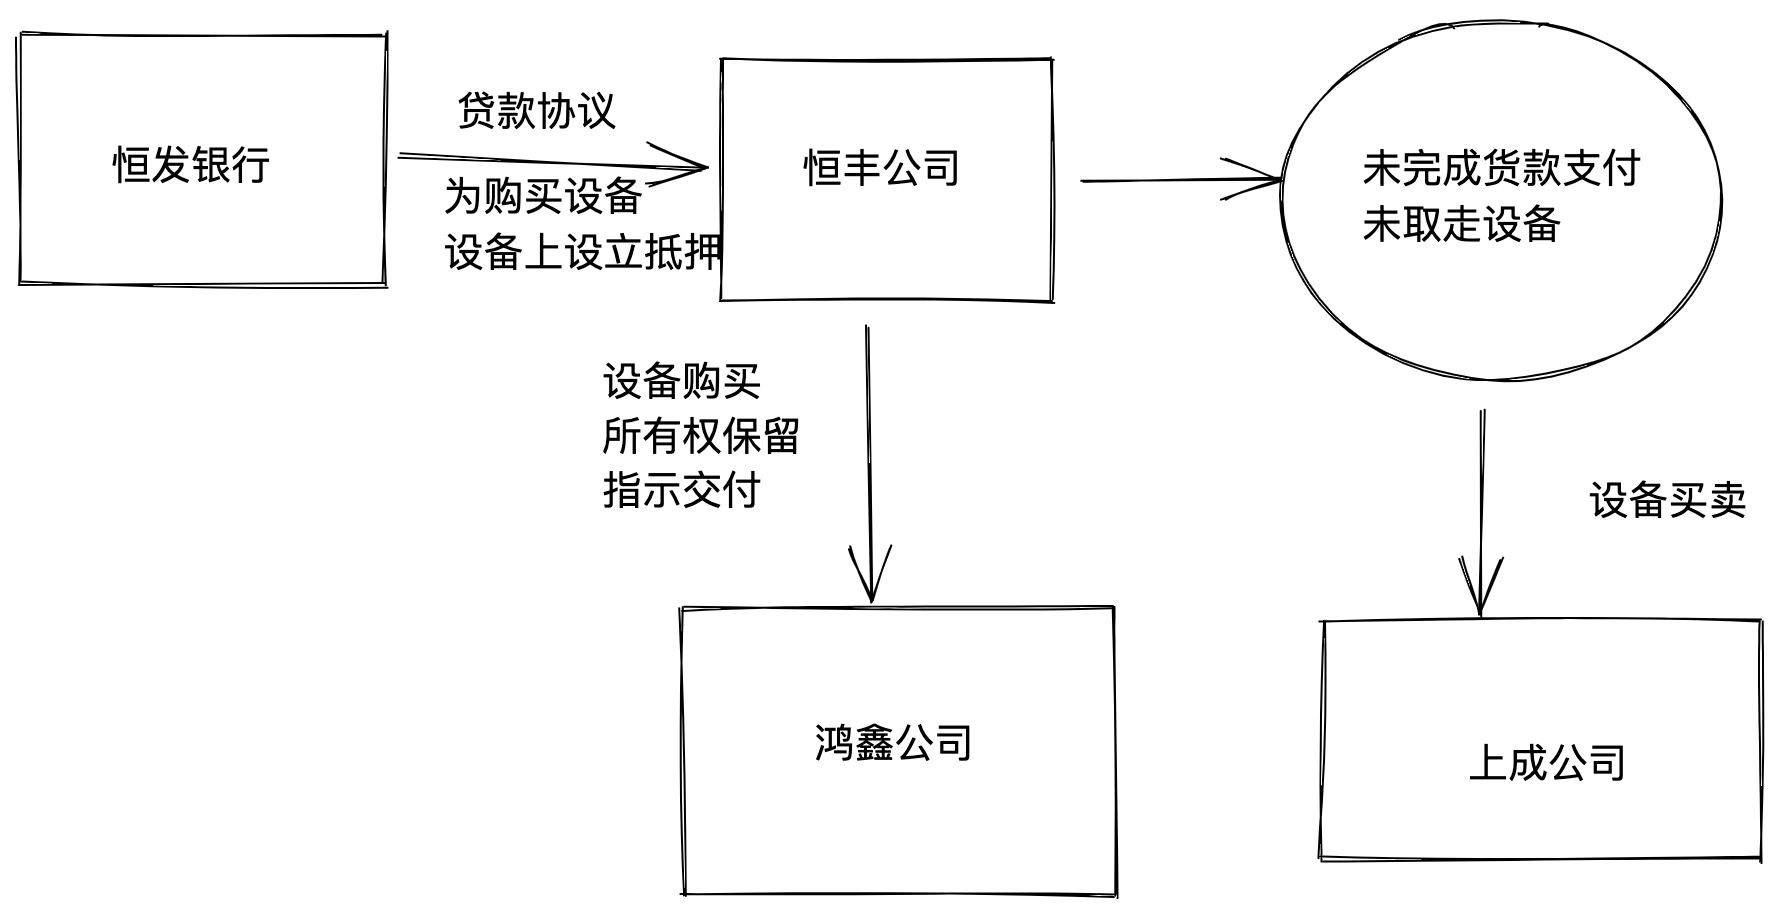 恒发银行
贷款协议
为购买设备
设备上设立抵押
恒丰公司
未完成货款支付
未取走设备
设备购买
所有权保留
指示交付
设备买卖
鸿鑫公司
上成公司